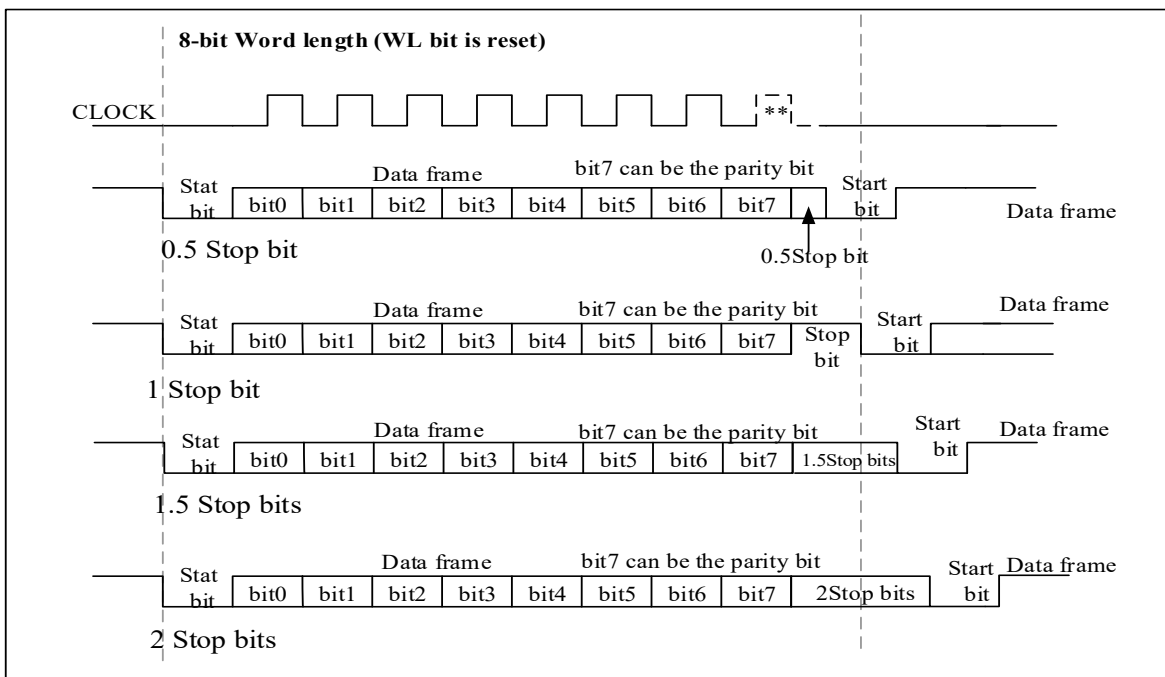 8-bit Word length (WL bit is reset)
CLOCK
**
Data frame
bit7 can be the parity bit
Stat
bit
bit0
bit1
bit2
bit3
bit4
bit5
bit6
bit7
Start
bit
Data frame
0.5 Stop bit
0.5Stop bit
Data frame
bit7 can be the parity bit
Data frame
Stat
bit
bit0
bit1
bit2
bit3
bit4
bit5
bit6
bit7
Stop
bit
Start
bit
1 Stop bit
Data frame
bit7 can be the parity bit
Start
bit
Data frame
Stat
bit
bit0
bit1
bit2
bit3
bit4
bit5
bit6
bit7
1.5Stop bits
1.5 Stop bits
Data frame
bit7 can be the parity bit
Start
bit
Data frame
Stat
bit
bit0
bit1
bit2
bit3
bit4
bit5
bit6
bit7
2Stop bits
2 Stop bits